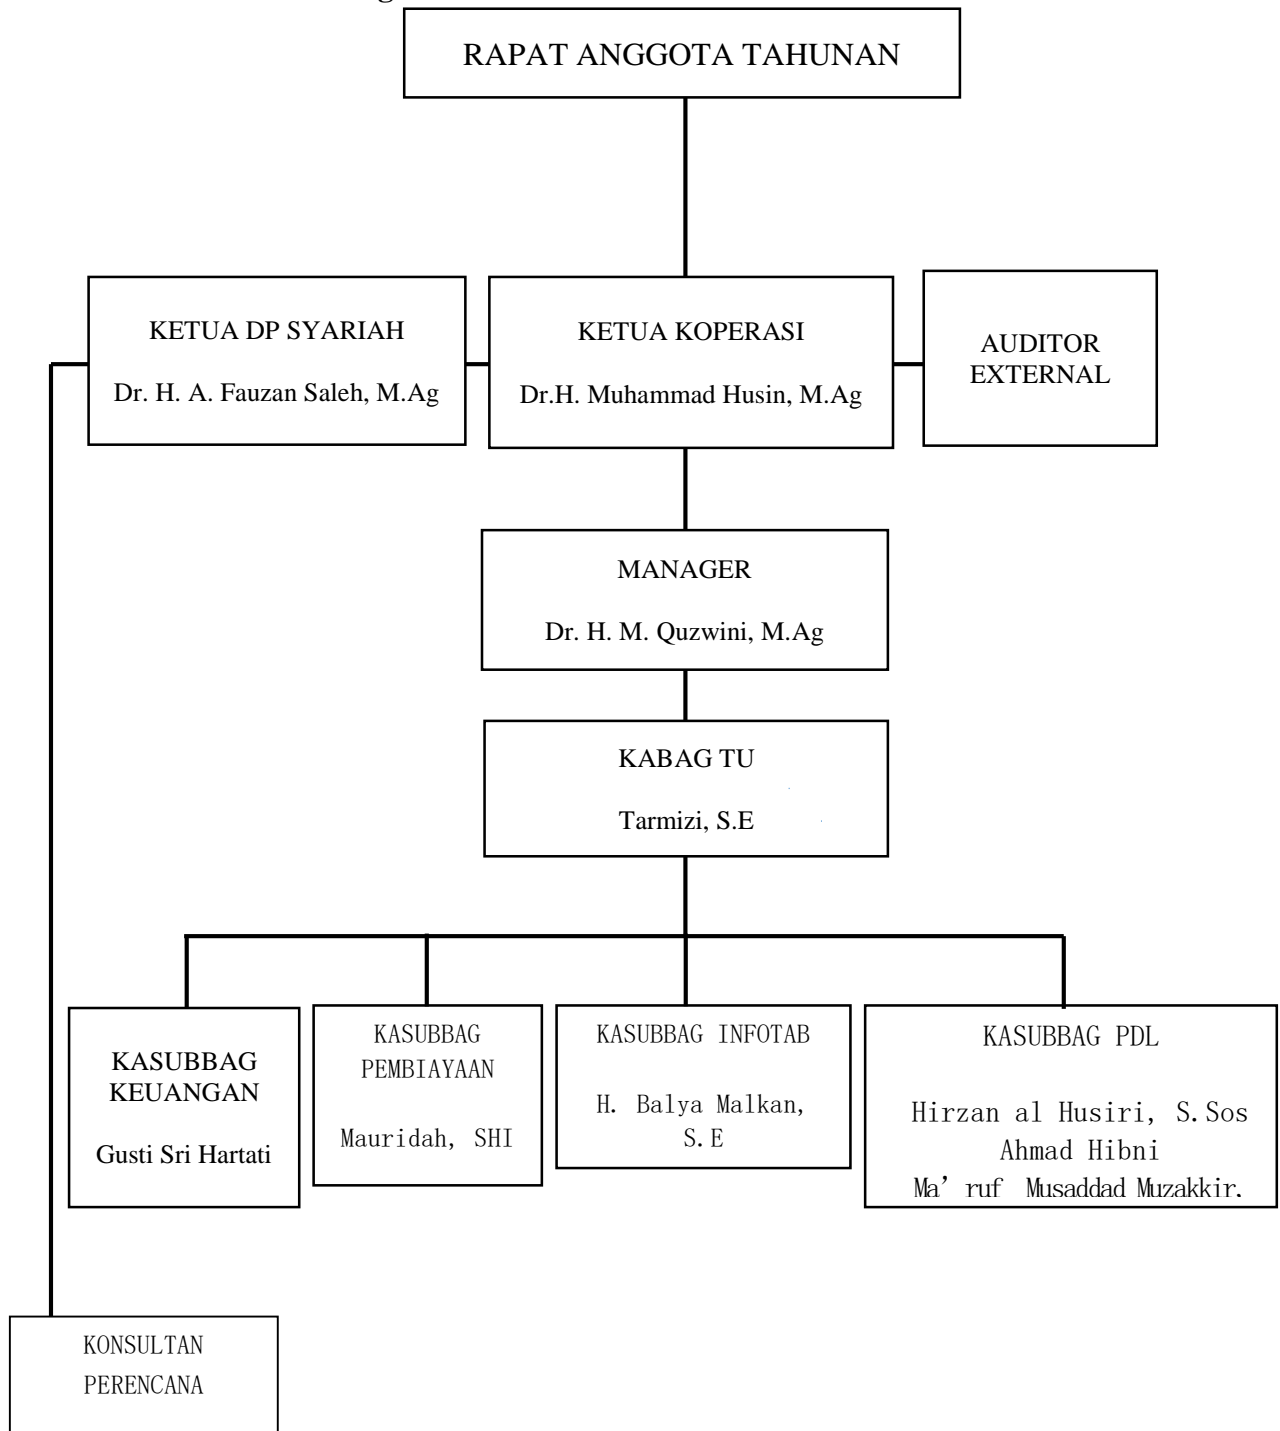 RAPAT ANGGOTA TAHUNAN
KETUA DP SYARIAH
Dr. H. A. Fauzan Saleh, M.Ag
KETUA KOPERASI
Dr.H. Muhammad Husin, M.Ag
AUDITOR
EXTERNAL
MANAGER
Dr. H. M. Quzwini, M.Ag
KABAG TU
Tarmizi, S.E
KASUBBAG
KEUANGAN
Gusti Sri Hartati
KASUBBAG
PEMBIAYAAN
Mauridah, SHI
KASUBBAG INFOTAB
H. Balya Malkan,
S.E
KASUBBAG PDL
Hirzan al Husiri, S.Sos
Ahmad Hibni
Ma’ruf Musaddad Muzakkir,
KONSULTAN
PERENCANA